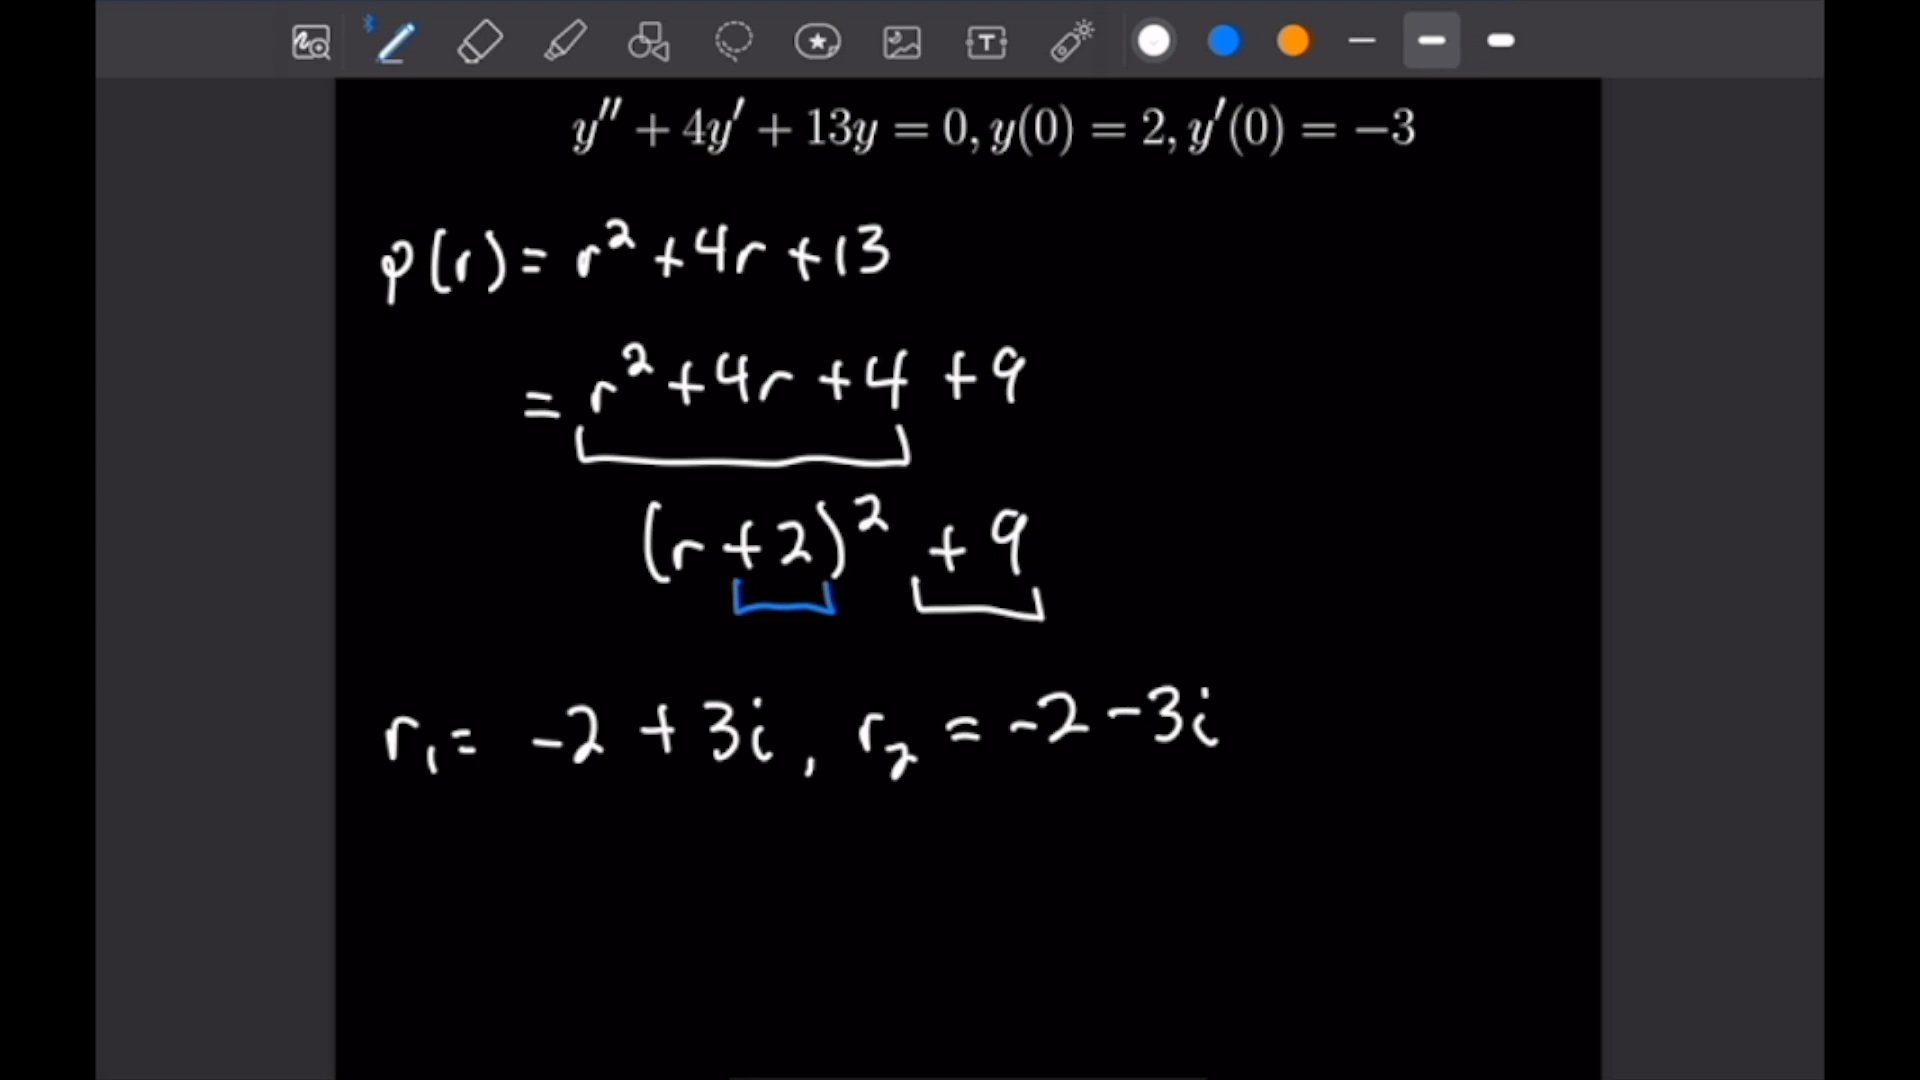 y″ + 4y′ + 13y = 0, y(0) = 2, y′(0) = −3
p(r) = r² + 4r + 13
= r² + 4r + 4 + 9
(r + 2)² + 9
r₁ = -2 + 3i, r₂ = -2 - 3i